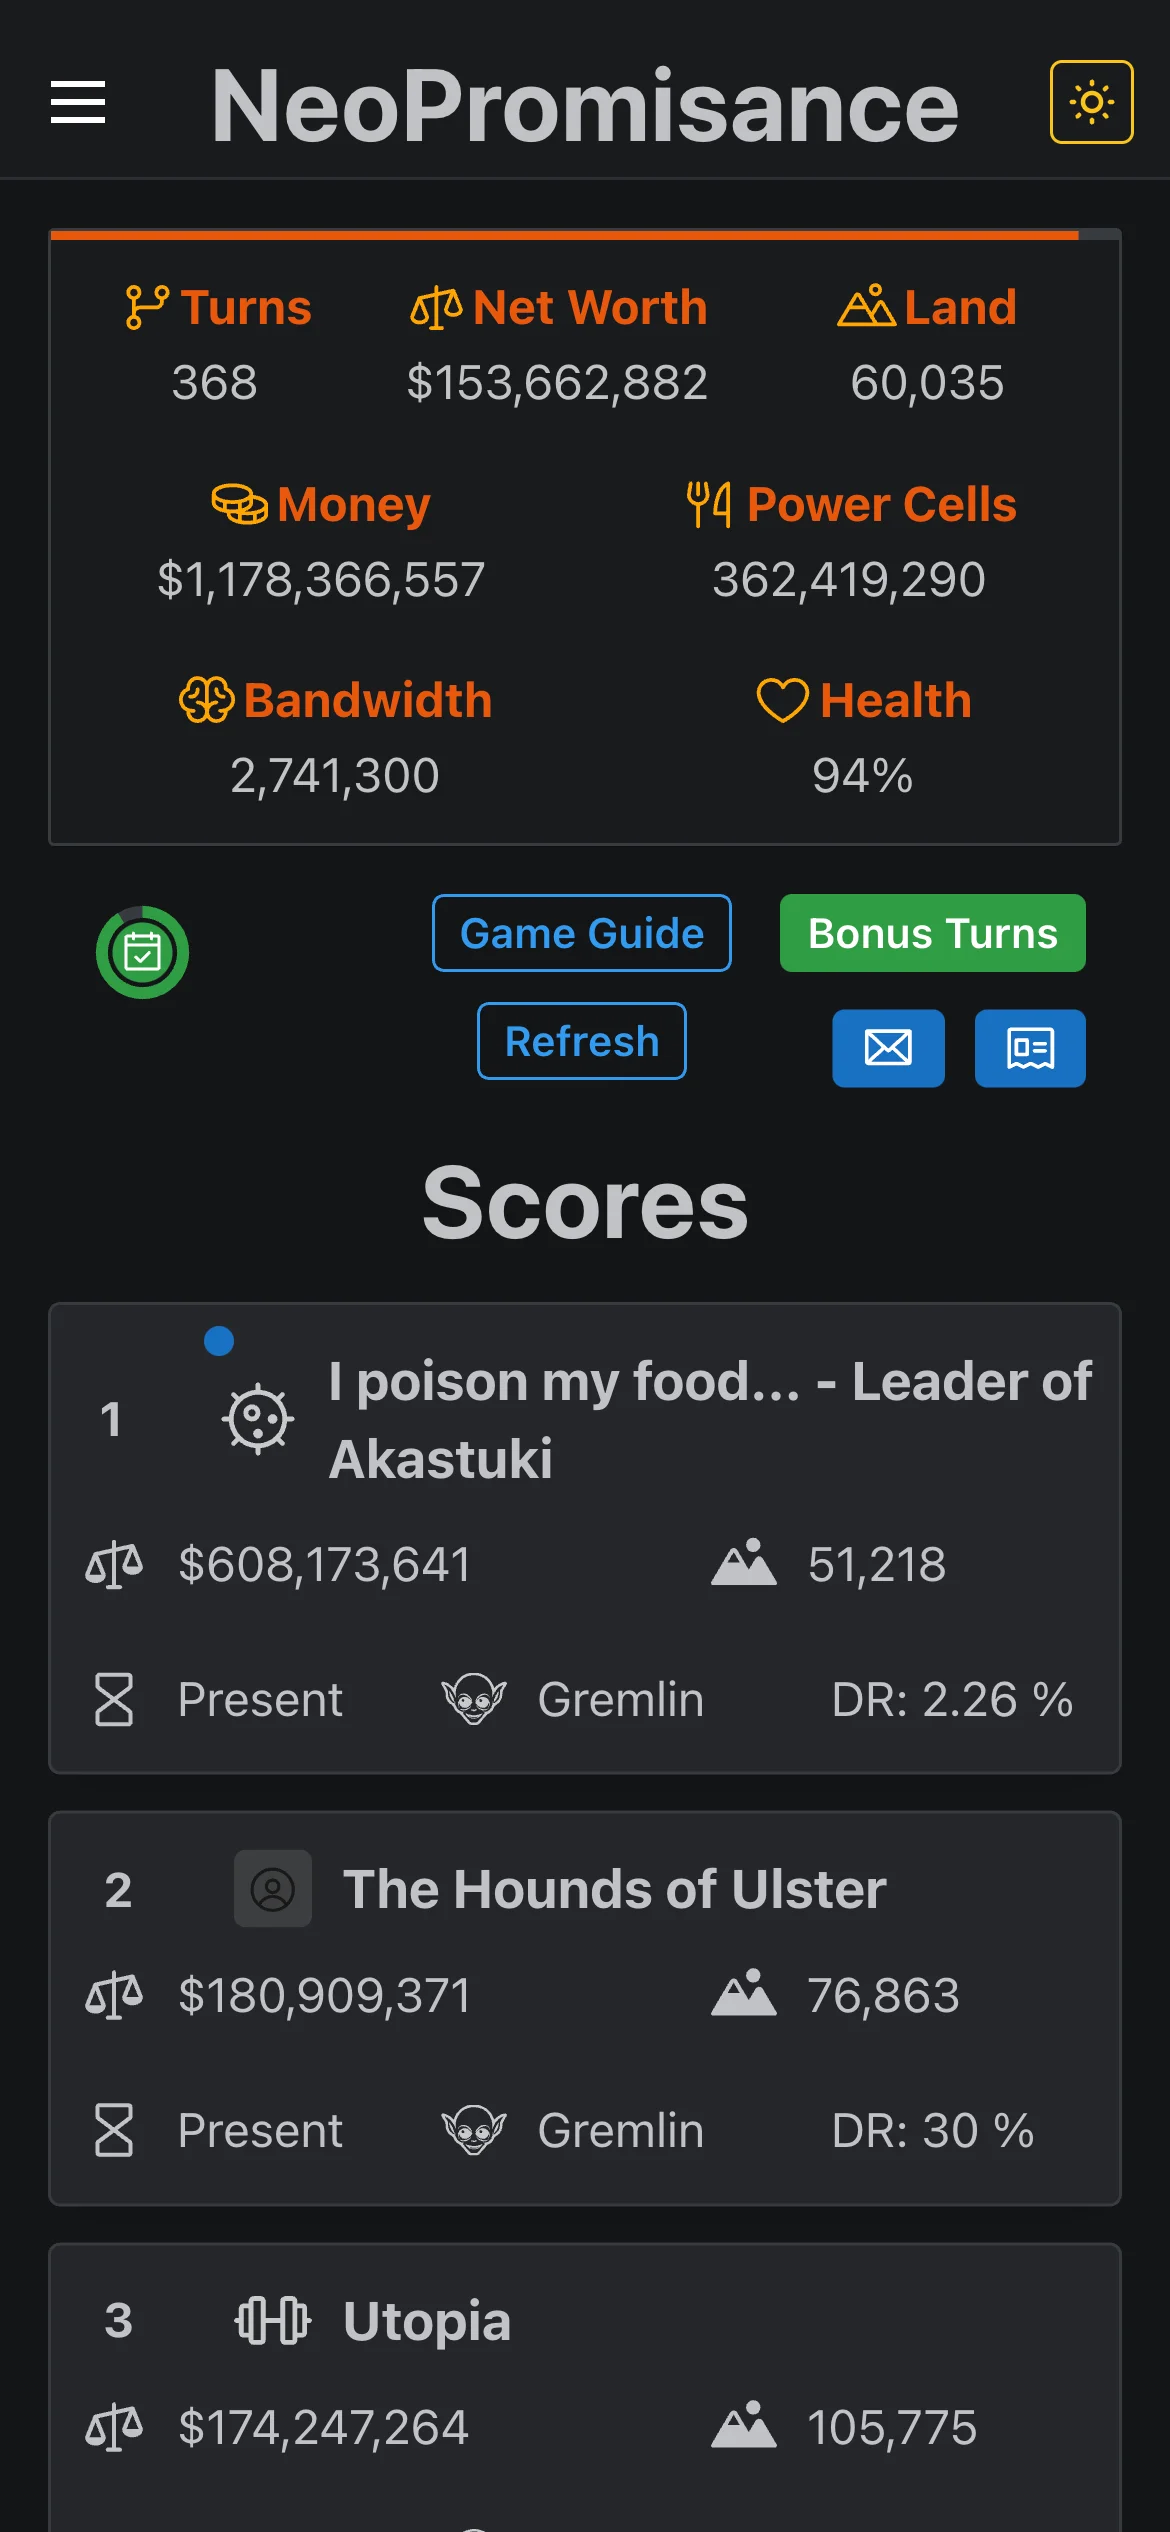 NeoPromisance
Turns Net Worth Land
368 $153,662,882 60,035
Money Power Cells
$1,178,366,557 362,419,290
Bandwidth Health
2,741,300 94%
Game Guide Bonus Turns
Refresh
Scores
1 I poison my food... - Leader of
Akastuki
$608,173,641 51,218
Present Gremlin DR: 2.26 %
2 The Hounds of Ulster
$180,909,371 76,863
Present Gremlin DR: 30 %
3 Utopia
$174,247,264 105,775